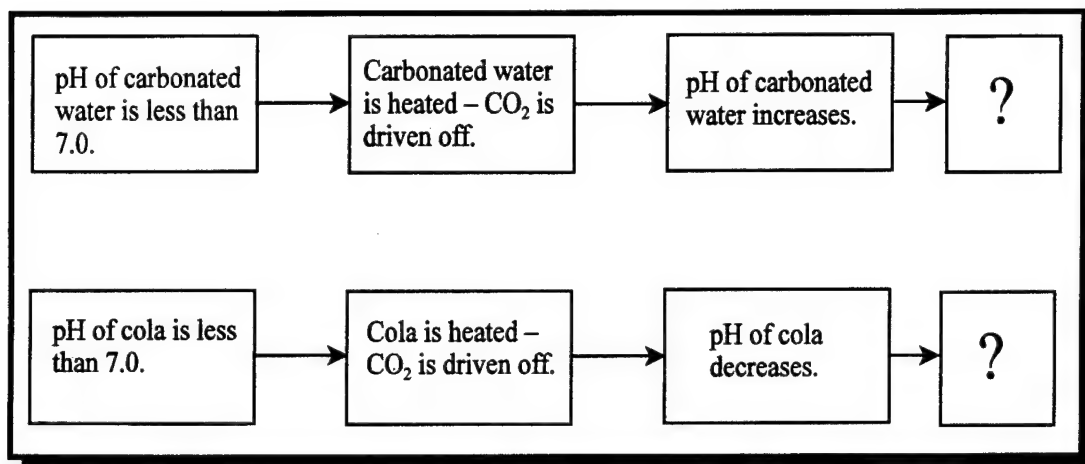 pH of carbonated
water is less than
7.0.
Carbonated water
is heated – CO₂ is
driven off.
pH of carbonated
water increases.
?
pH of cola is less
than 7.0.
Cola is heated –
CO₂ is driven off.
pH of cola
decreases.
?